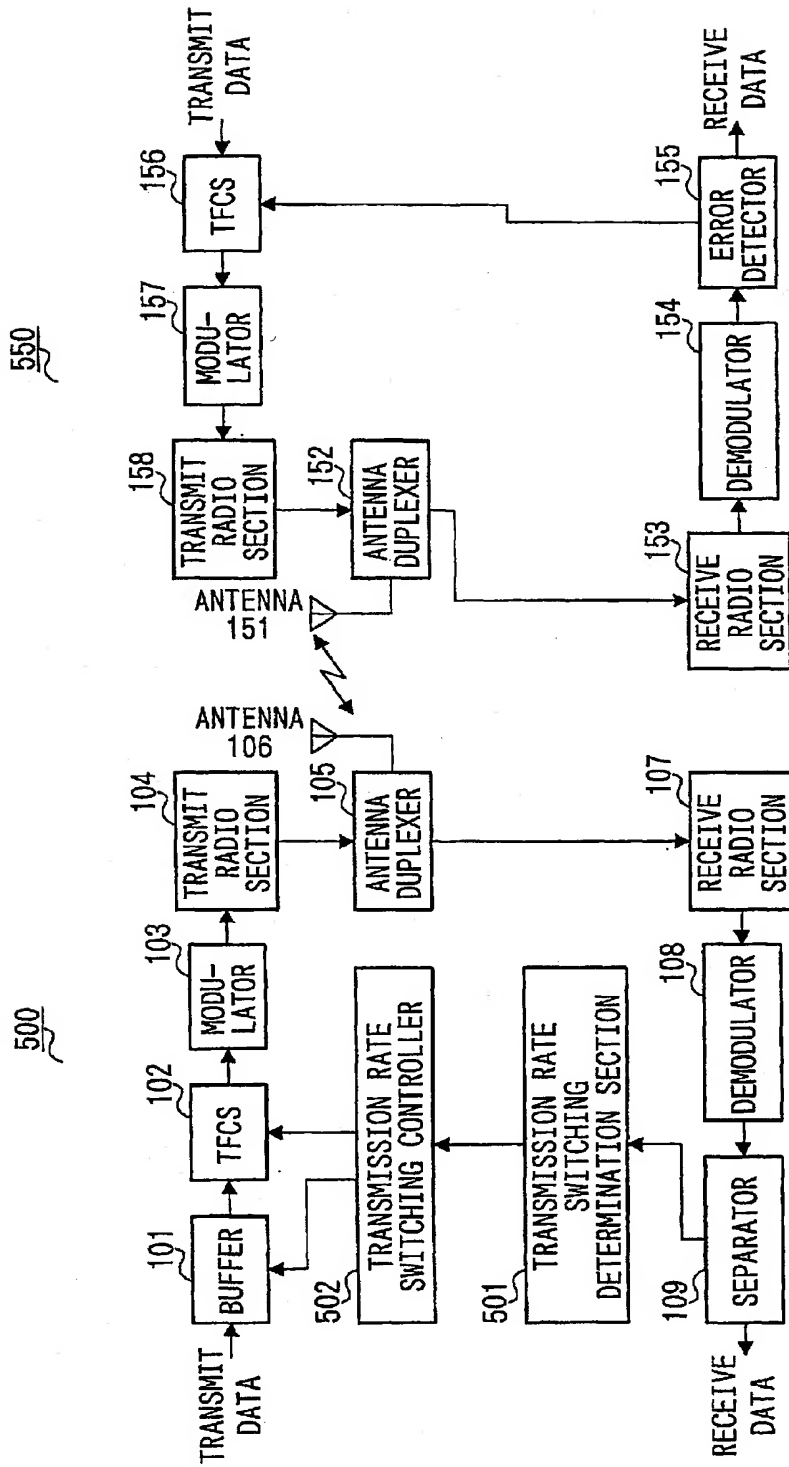 500
TRANSMIT
DATA
101
BUFFER
102
TFCS
103
MODU-
LATOR
104
TRANSMIT
RADIO
SECTION
502
TRANSMISSION RATE
SWITCHING CONTROLLER
105
ANTENNA
DUPLEXER
ANTENNA
106
501
TRANSMISSION RATE
SWITCHING
DETERMINATION SECTION
RECEIVE
DATA
109
SEPARATOR
108
DEMODULATOR
107
RECEIVE
RADIO
SECTION
550
158
TRANSMIT
RADIO
SECTION
157
MODU-
LATOR
156
TFCS
TRANSMIT
DATA
ANTENNA
151
152
ANTENNA
DUPLEXER
153
RECEIVE
RADIO
SECTION
154
DEMODULATOR
155
ERROR
DETECTOR
RECEIVE
DATA